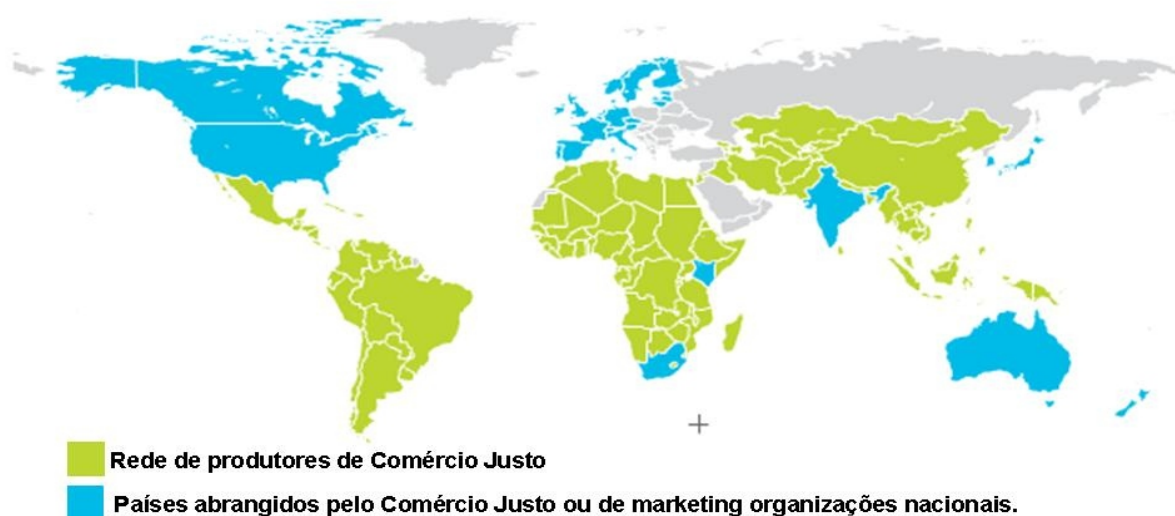 Rede de produtores de Comércio Justo
Países abrangidos pelo Comércio Justo ou de marketing organizações nacionais.